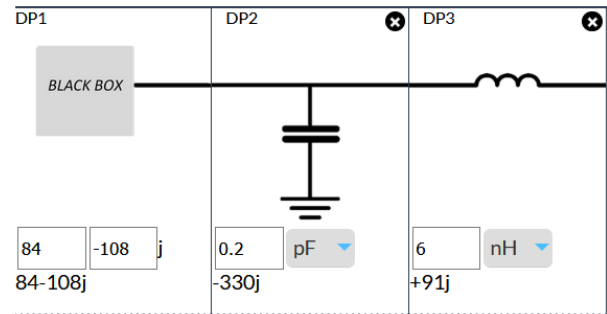 DP1 DP2 DP3
BLACK BOX
84 -108 j 0.2 pF 6 nH
84-108j -330j +91j